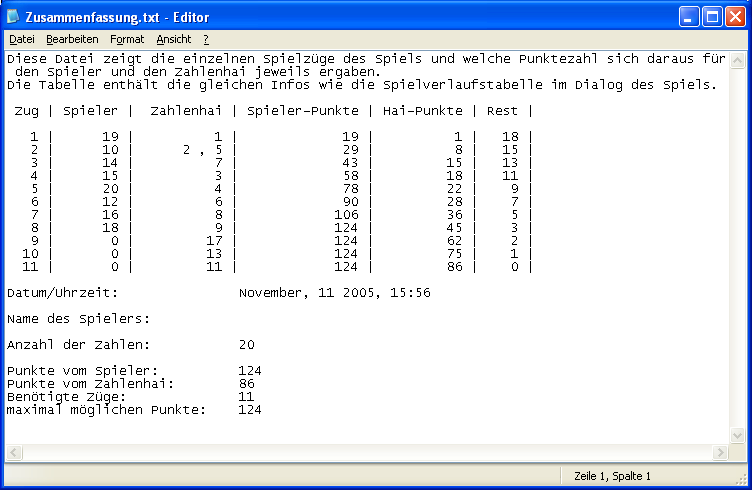 Zusammenfassung.txt - Editor
Datei Bearbeiten Format Ansicht ?
Diese Datei zeigt die einzelnen Spielzüge des Spiels und welche Punktezahl sich daraus für
den Spieler und den Zahlenhai jeweils ergaben.
Die Tabelle enthält die gleichen Infos wie die Spielverlaufstabelle im Dialog des Spiels.
Zug | Spieler | Zahlenhai | Spieler-Punkte | Hai-Punkte | Rest |
1 | 19 | 1 | 19 | 1 | 18 |
2 | 10 | 2 , 5 | 29 | 8 | 15 |
3 | 14 | 7 | 43 | 15 | 13 |
4 | 15 | 3 | 58 | 18 | 11 |
5 | 20 | 4 | 78 | 22 | 9 |
6 | 12 | 6 | 90 | 28 | 7 |
7 | 16 | 8 | 106 | 36 | 5 |
8 | 18 | 9 | 124 | 45 | 3 |
9 | 0 | 17 | 124 | 62 | 2 |
10 | 0 | 13 | 124 | 75 | 1 |
11 | 0 | 11 | 124 | 86 | 0 |
Datum/Uhrzeit: November, 11 2005, 15:56
Name des Spielers:
Anzahl der Zahlen: 20
Punkte vom Spieler: 124
Punkte vom Zahlenhai: 86
Benötigte Züge: 11
maximal möglichen Punkte: 124
Zeile 1, Spalte 1